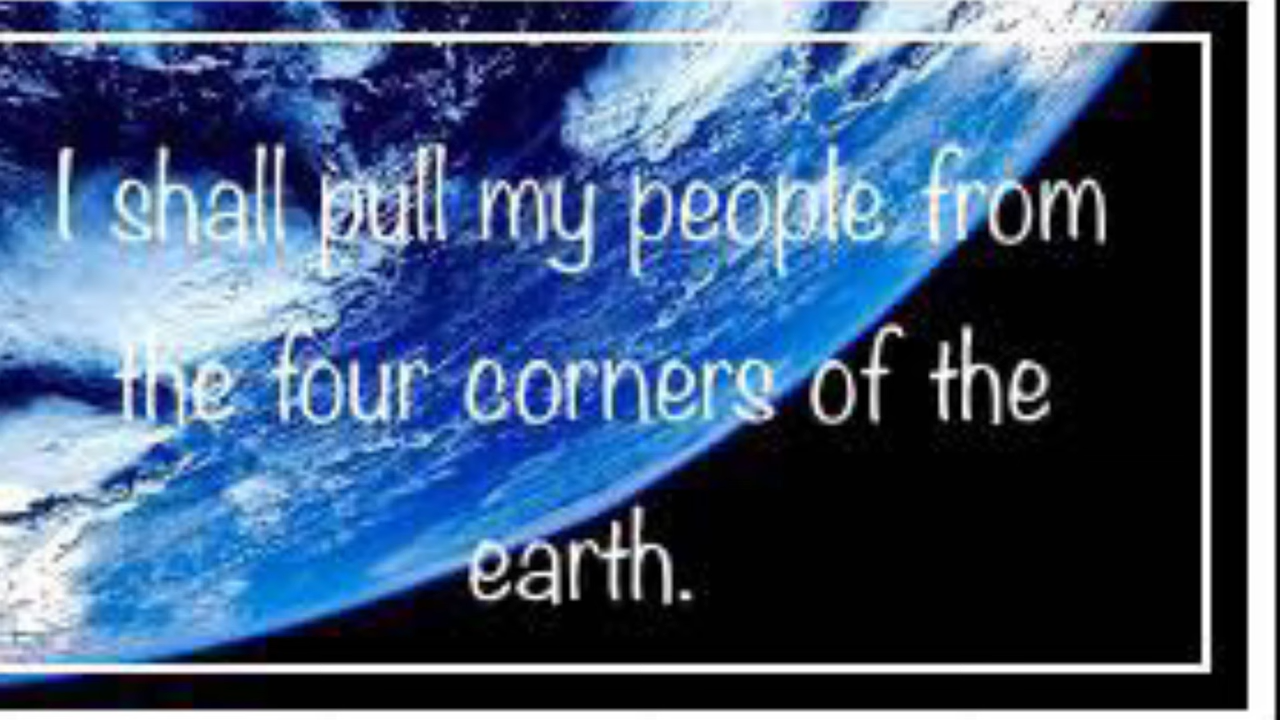 I shall pull my people from
the four corners of the
earth.